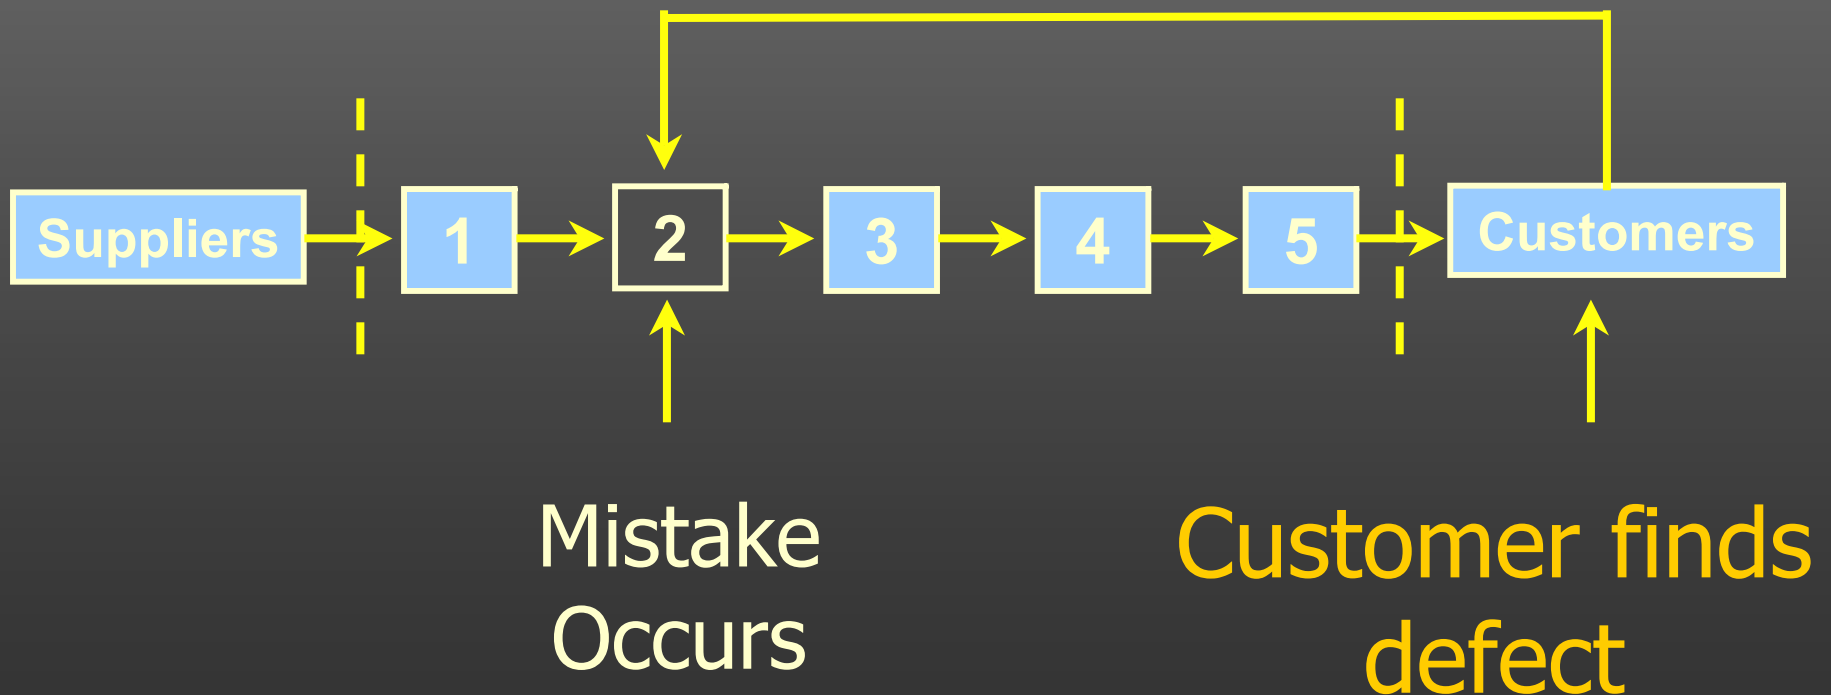 Suppliers
1
2
3
4
5
Customers
Mistake
Occurs
Customer finds
defect